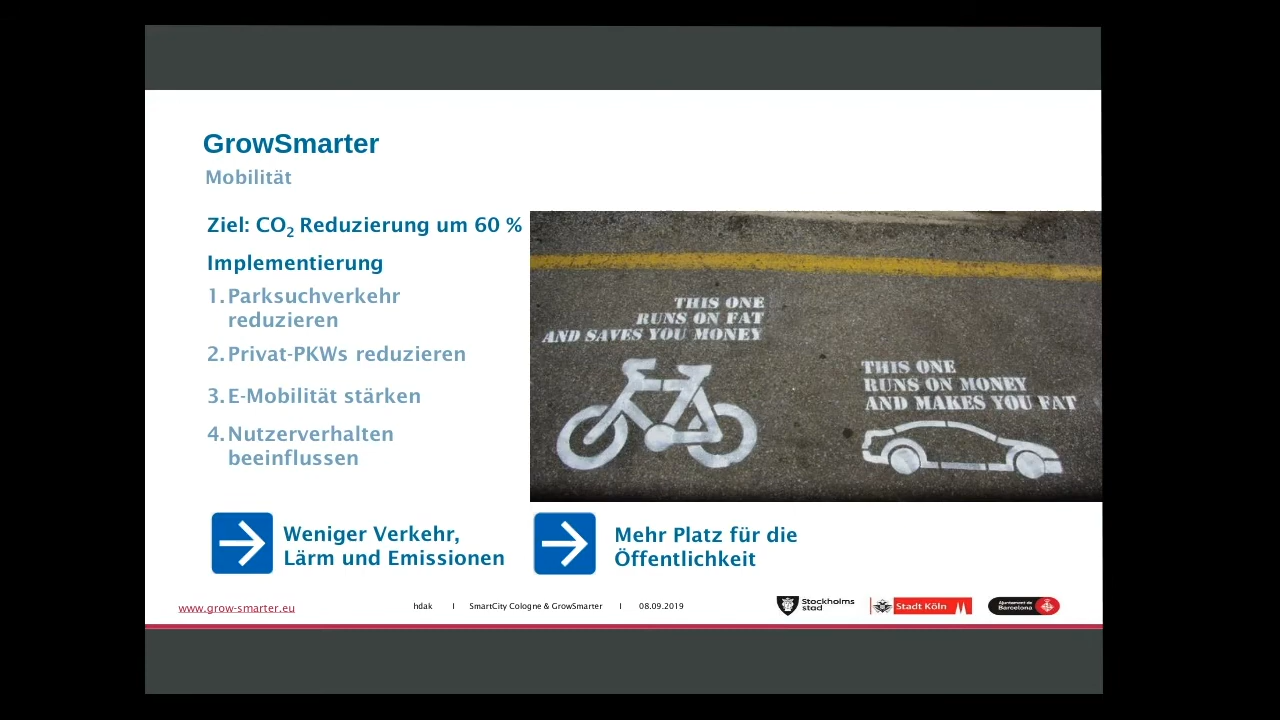 GrowSmarter
Mobilität
Ziel: CO₂ Reduzierung um 60 %
Implementierung
1. Parksuchverkehr
reduzieren
2. Privat-PKWs reduzieren
3. E-Mobilität stärken
4. Nutzerverhalten
beeinflussen
THIS ONE
RUNS ON FAT
AND SAVES YOU MONEY
THIS ONE
RUNS ON MONEY
AND MAKES YOU FAT
Weniger Verkehr,
Lärm und Emissionen
Mehr Platz für die
Öffentlichkeit
www.grow-smarter.eu
hdak I SmartCity Cologne & GrowSmarter I 08.09.2019
Stockholms
stad
Stadt Köln
Ajuntament de
Barcelona